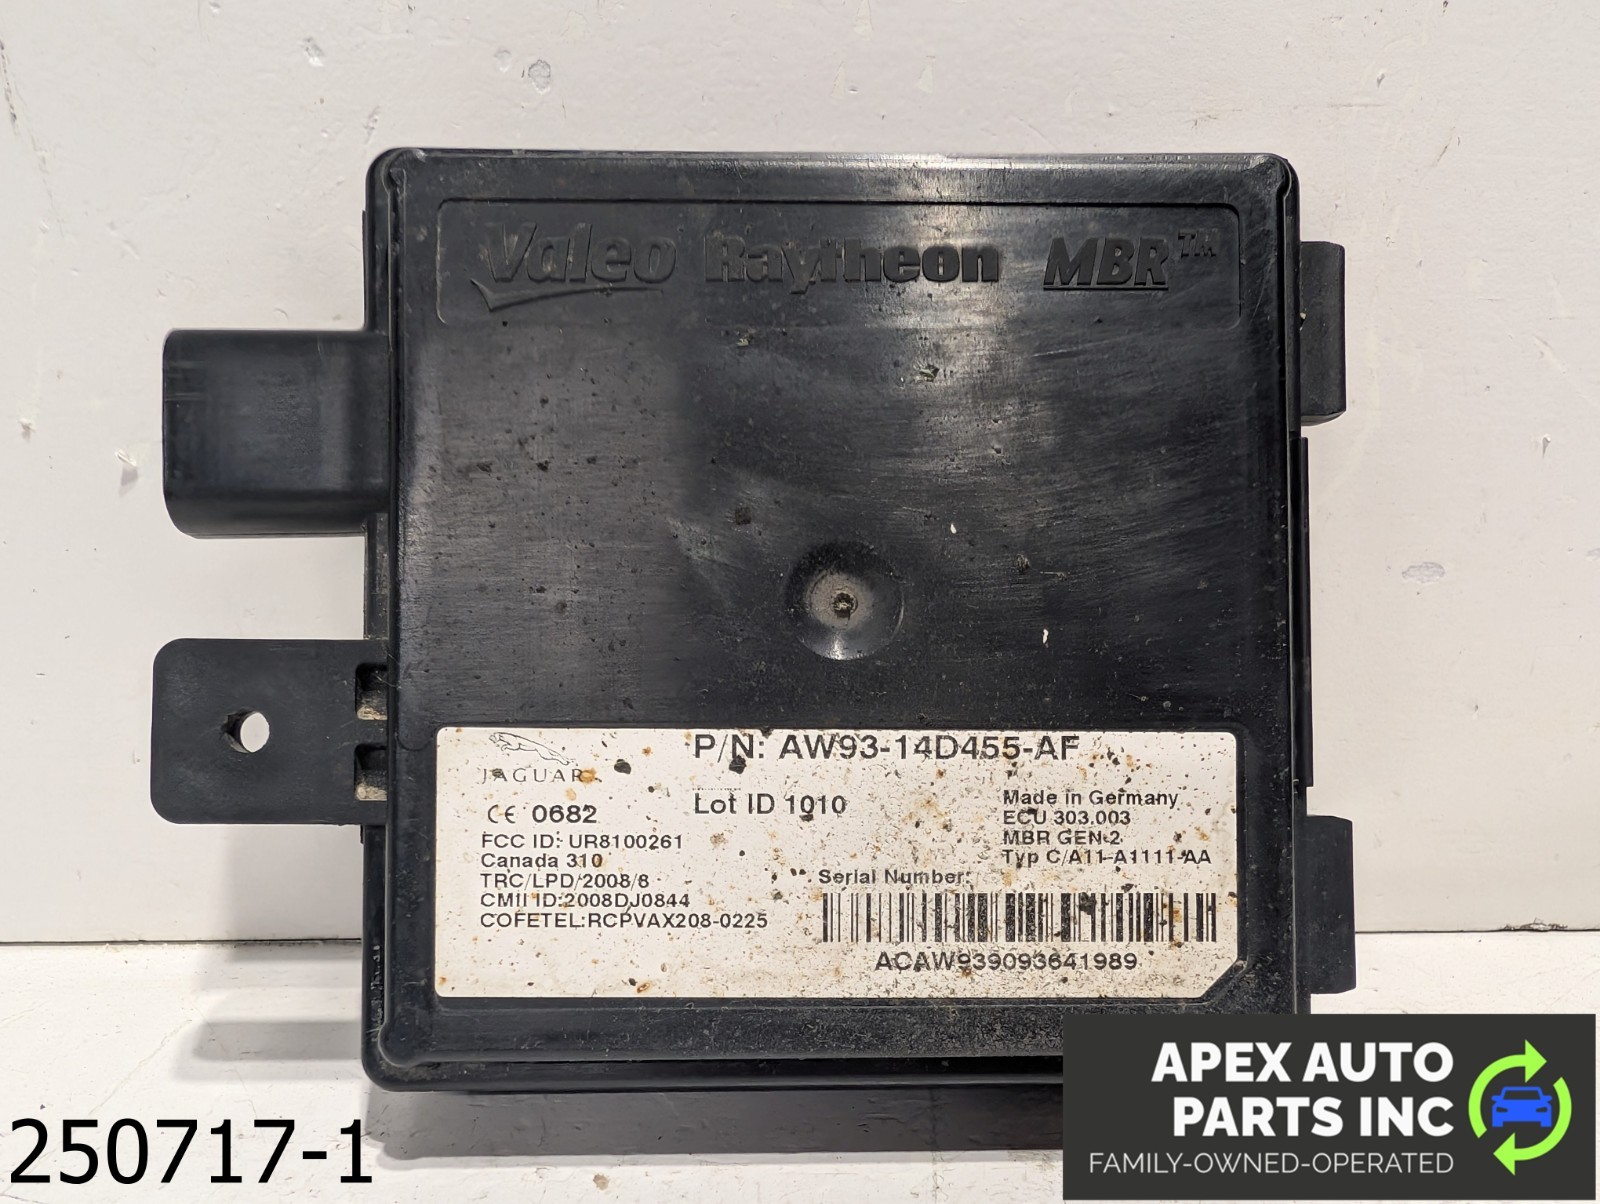 Valeo Raytheon MBR™
JAGUAR
P/N: AW93-14D455-AF
CE 0682
Lot ID 1010
FCC ID: UR8100261
Canada 310
TRC/LPD/2008/8
CMII ID:2008DJ0844
COFETEL:RCPVAX208-0225
Made in Germany
ECU 303.003
MBR GEN 2
Typ C/A11-A1111-AA
Serial Number:
ACAW939093641989
250717-1
APEX AUTO
PARTS INC
FAMILY-OWNED-OPERATED